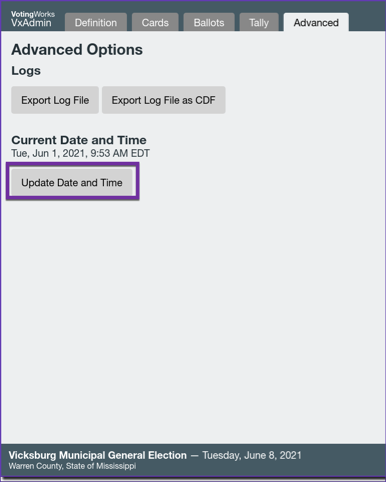 VotingWorks
VxAdmin
Definition
Cards
Ballots
Tally
Advanced
Advanced Options
Logs
Export Log File
Export Log File as CDF
Current Date and Time
Tue, Jun 1, 2021, 9:53 AM EDT
Update Date and Time
Vicksburg Municipal General Election — Tuesday, June 8, 2021
Warren County, State of Mississippi